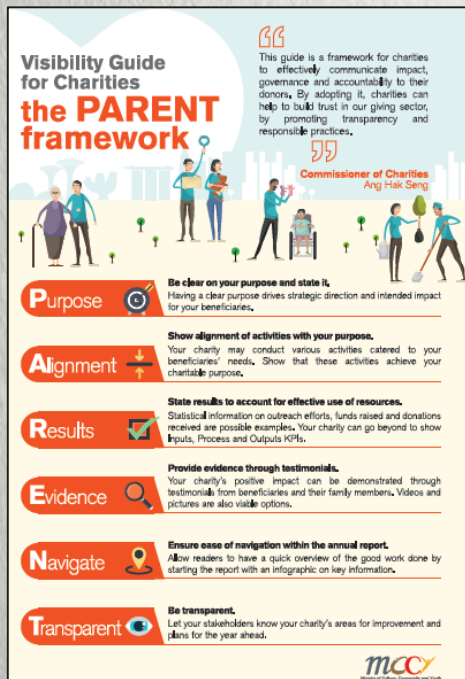 Visibility Guide
for Charities
the PARENT
framework
This guide is a framework for charities
to effectively communicate impact,
governance and accountability to their
donors. By adopting it, charities can
help to build trust in our giving sector,
by promoting transparency and
responsible practices.
Commissioner of Charities
Ang Hak Seng
Purpose
Be clear on your purpose and state it.
Having a clear purpose drives strategic direction and intended impact
for your beneficiaries.
Alignment
Show alignment of activities with your purpose.
Your charity may conduct various activities catered to your
beneficiaries' needs. Show that these activities achieve your
charitable purpose.
Results
State results to account for effective use of resources.
Statistical information on outreach efforts, funds raised and donations
received are possible examples. Your charity can go beyond to show
Inputs, Process and Outputs KPIs.
Evidence
Provide evidence through testimonials.
Your charity's positive impact can be demonstrated through
testimonials from beneficiaries and their family members. Videos and
pictures are also viable options.
Navigate
Ensure ease of navigation within the annual report.
Allow readers to have a quick overview of the good work done by
starting the report with an infographic on key information.
Transparent
Be transparent.
Let your stakeholders know your charity's areas for improvement and
plans for the year ahead.
mccy
Ministry of Culture, Community and Youth